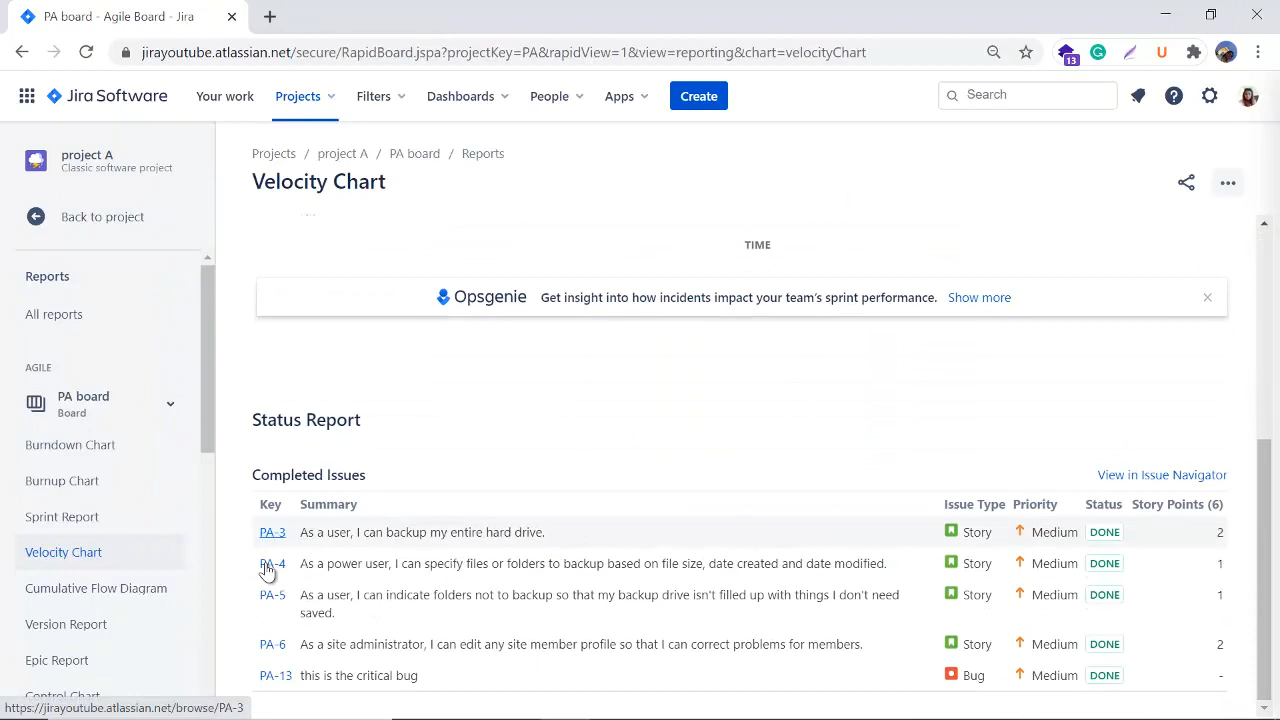 PA board - Agile Board - Jira
jirayoutube.atlassian.net/secure/RapidBoard.jspa?projectKey=PA&rapidView=1&view=reporting&chart=velocityChart
13
Jira Software
Your work
Projects
Filters
Dashboards
People
Apps
Create
Search
project A
Classic software project
Back to project
Reports
All reports
AGILE
PA board
Board
Burndown Chart
Burnup Chart
Sprint Report
Velocity Chart
Cumulative Flow Diagram
Version Report
Epic Report
Control Chart
https://jirayoutube.atlassian.net/browse/PA-3
Projects / project A / PA board / Reports
Velocity Chart
TIME
Opsgenie Get insight into how incidents impact your team's sprint performance. Show more
Status Report
Completed Issues View in Issue Navigator
Key Summary Issue Type Priority Status Story Points (6)
PA-3 As a user, I can backup my entire hard drive. Story Medium DONE 2
PA-4 As a power user, I can specify files or folders to backup based on file size, date created and date modified. Story Medium DONE 1
PA-5 As a user, I can indicate folders not to backup so that my backup drive isn't filled up with things I don't need Story Medium DONE 1
saved.
PA-6 As a site administrator, I can edit any site member profile so that I can correct problems for members. Story Medium DONE 2
PA-13 this is the critical bug Bug Medium DONE -